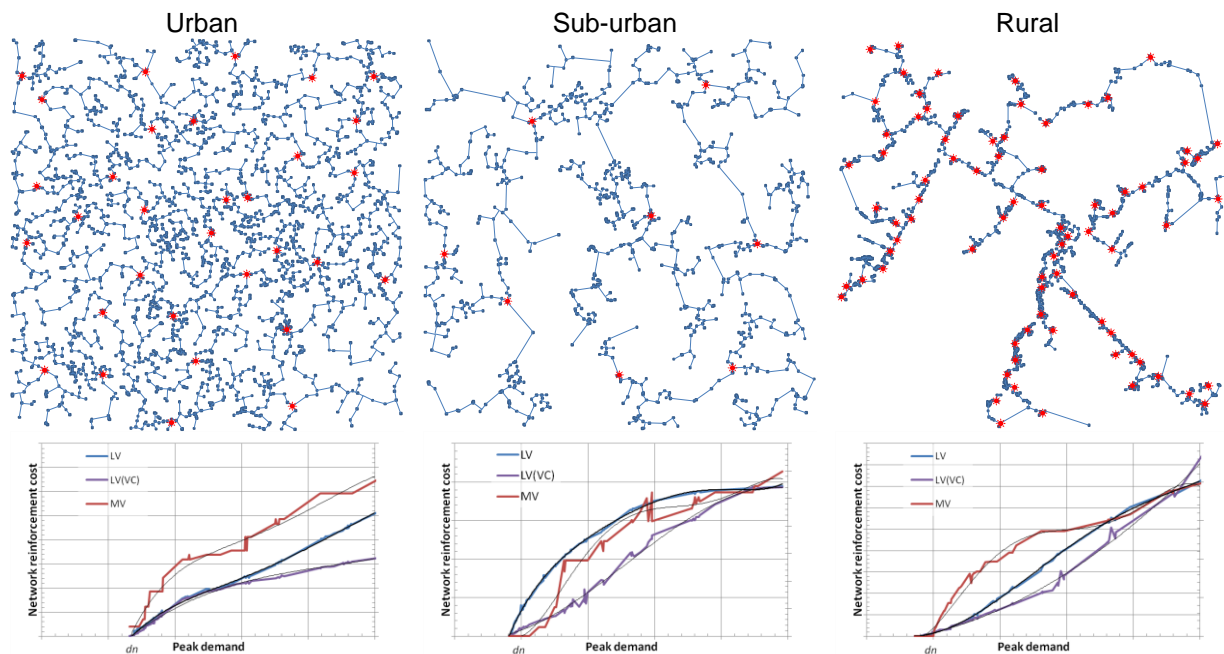 Urban
Sub-urban
Rural
Network reinforcement cost
LV
LV(VC)
MV
dn
Peak demand
Network reinforcement cost
LV
LV(VC)
MV
dn
Peak demand
Network reinforcement cost
LV
LV(VC)
MV
dn
Peak demand